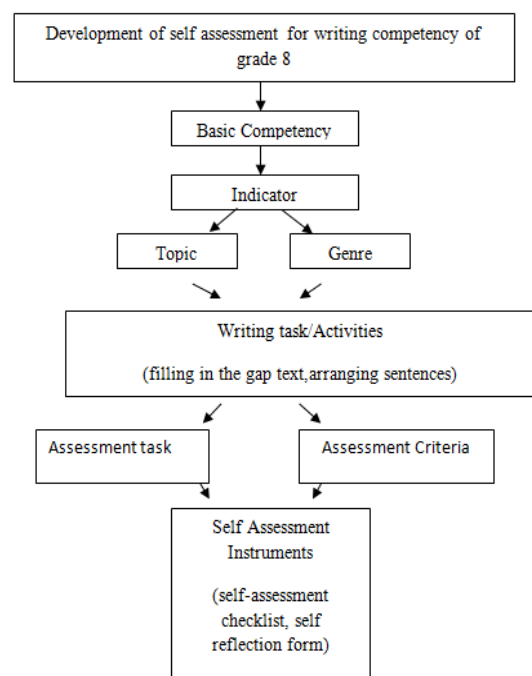 Development of self assessment for writing competency of
grade 8
Basic Competency
Indicator
Topic
Genre
Writing task/Activities
(filling in the gap text,arranging sentences)
Assessment task
Assessment Criteria
Self Assessment
Instruments
(self-assessment
checklist, self
reflection form)